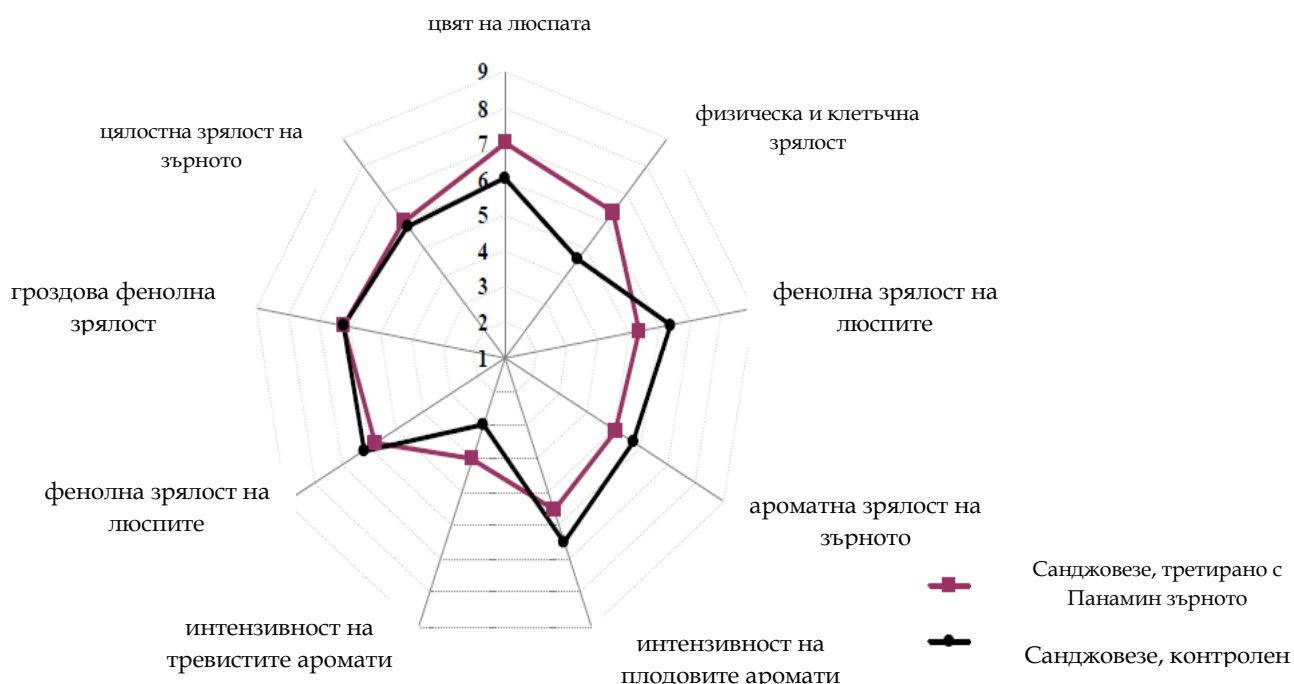 цвят на люспата
9
8
7
6
5
4
3
2
1
физическа и клетъчна
зрялост
фенолна зрялост на
люспите
ароматна зрялост на
зърното
интензивност на
плодовите аромати
интензивност на
тревистите аромати
фенолна зрялост на
люспите
гроздова фенолна
зрялост
цялостна зрялост на
зърното
Санджовезе, третирано с
Панамин зърното
Санджовезе, контролен